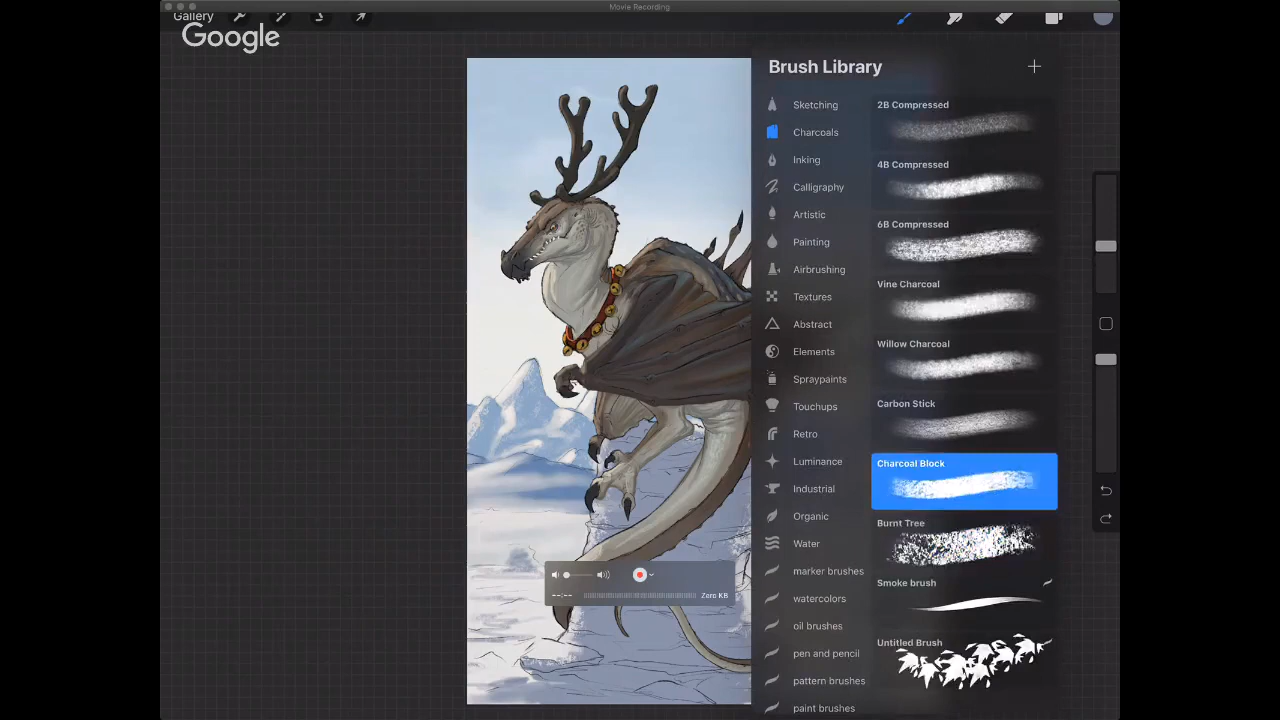 Movie Recording
Gallery
Google
Brush Library
Sketching
Charcoals
Inking
Calligraphy
Artistic
Painting
Airbrushing
Textures
Abstract
Elements
Spraypaints
Touchups
Retro
Luminance
Industrial
Organic
Water
marker brushes
watercolors
oil brushes
pen and pencil
pattern brushes
paint brushes
2B Compressed
4B Compressed
6B Compressed
Vine Charcoal
Willow Charcoal
Carbon Stick
Charcoal Block
Burnt Tree
Smoke brush
Untitled Brush
--:--
Zero KB